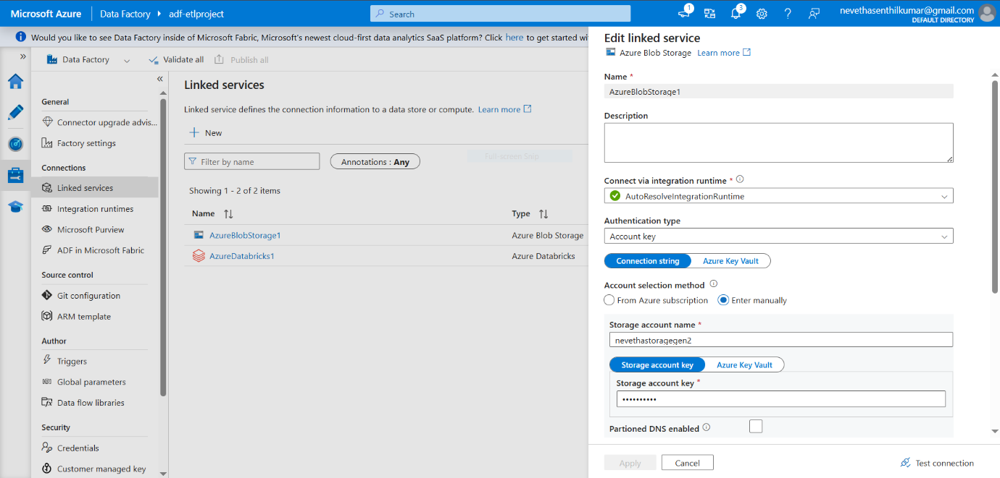 Microsoft Azure
Data Factory
adf-etlproject
Search
1
3
nevethasenthilkumar@gmail.com
DEFAULT DIRECTORY
Would you like to see Data Factory inside of Microsoft Fabric, Microsoft's newest cloud-first data analytics SaaS platform? Click here to get started wi
Data Factory
Validate all
Publish all
General
Connector upgrade advis...
Factory settings
Connections
Linked services
Integration runtimes
Microsoft Purview
ADF in Microsoft Fabric
Source control
Git configuration
ARM template
Author
Triggers
Global parameters
Data flow libraries
Security
Credentials
Customer managed key
Linked services
Linked service defines the connection information to a data store or compute. Learn more
New
Filter by name
Annotations : Any
Full-screen Snip
Showing 1 - 2 of 2 items
Name
Type
AzureBlobStorage1
Azure Blob Storage
AzureDatabricks1
Azure Databricks
Edit linked service
Azure Blob Storage Learn more
Name *
AzureBlobStorage1
Description
Connect via integration runtime *
AutoResolveIntegrationRuntime
Authentication type
Account key
Connection string
Azure Key Vault
Account selection method
From Azure subscription
Enter manually
Storage account name *
nevethastoragegen2
Storage account key
Azure Key Vault
Storage account key *
••••••••••
Partioned DNS enabled
Apply
Cancel
Test connection